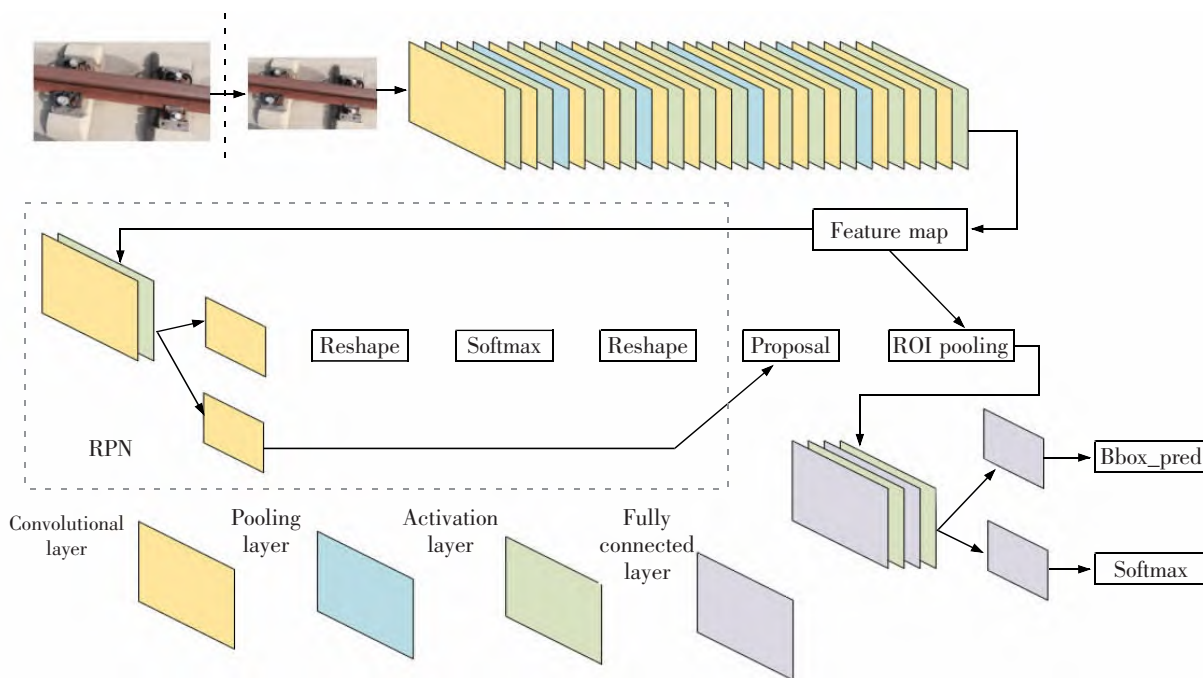 Feature map
Reshape
Softmax
Reshape
Proposal
ROI pooling
RPN
Bbox_pred
Softmax
Convolutional
layer
Pooling
layer
Activation
layer
Fully
connected
layer